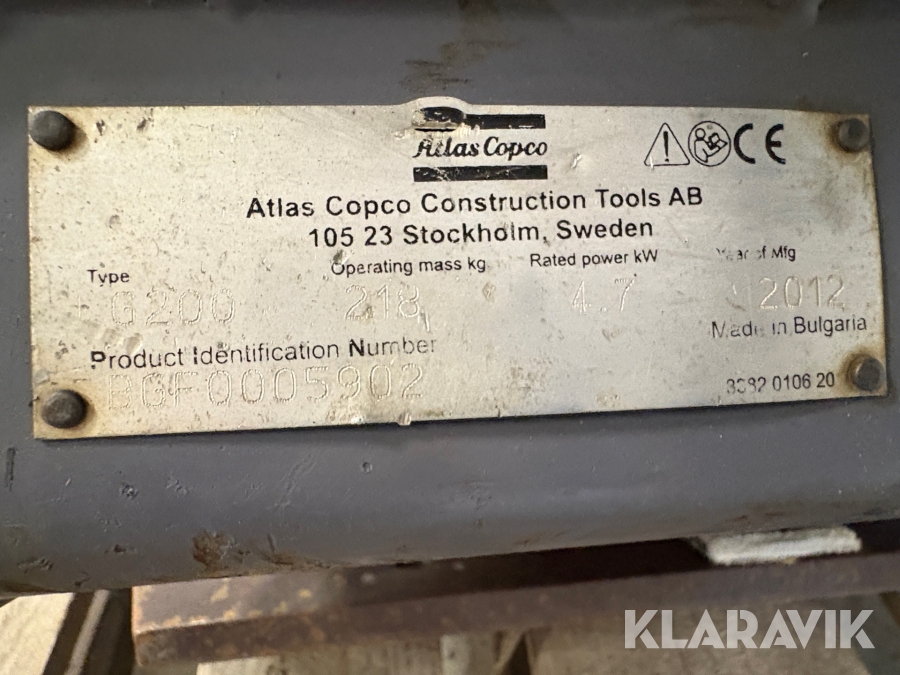 Atlas Copco
CE
Atlas Copco Construction Tools AB
105 23 Stockholm, Sweden
Type Operating mass kg Rated power kW Year of Mfg
G200 218 4.7 2012
Made in Bulgaria
Product Identification Number
BGF0005902
3382 0106 20
KLARAVIK